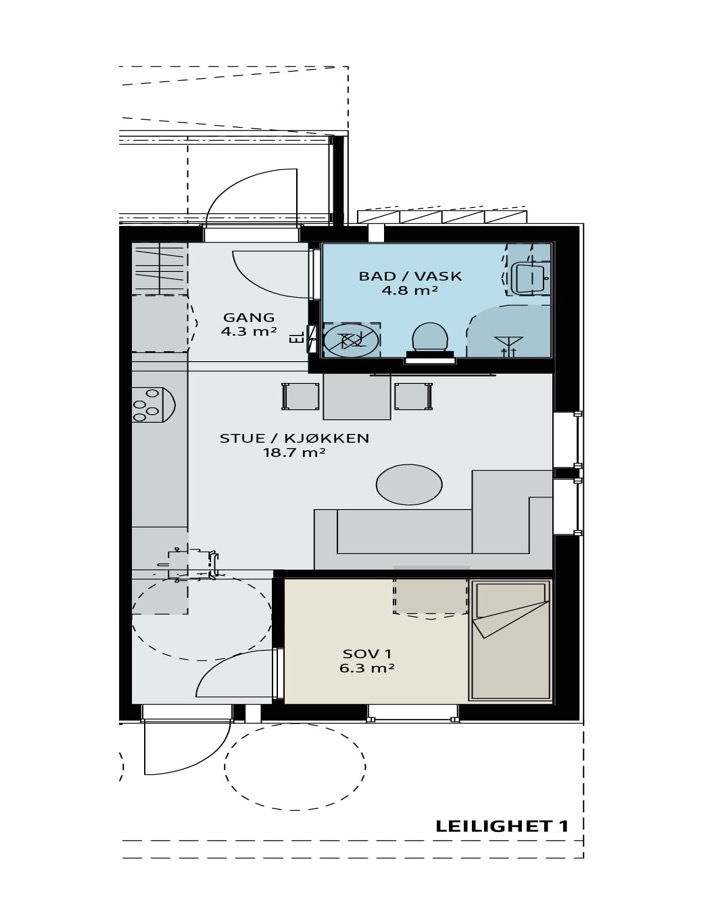 BAD / VASK
4.8 m²
GANG
4.3 m²
EL
STUE / KJØKKEN
18.7 m²
SOV 1
6.3 m²
LEILIGHET 1